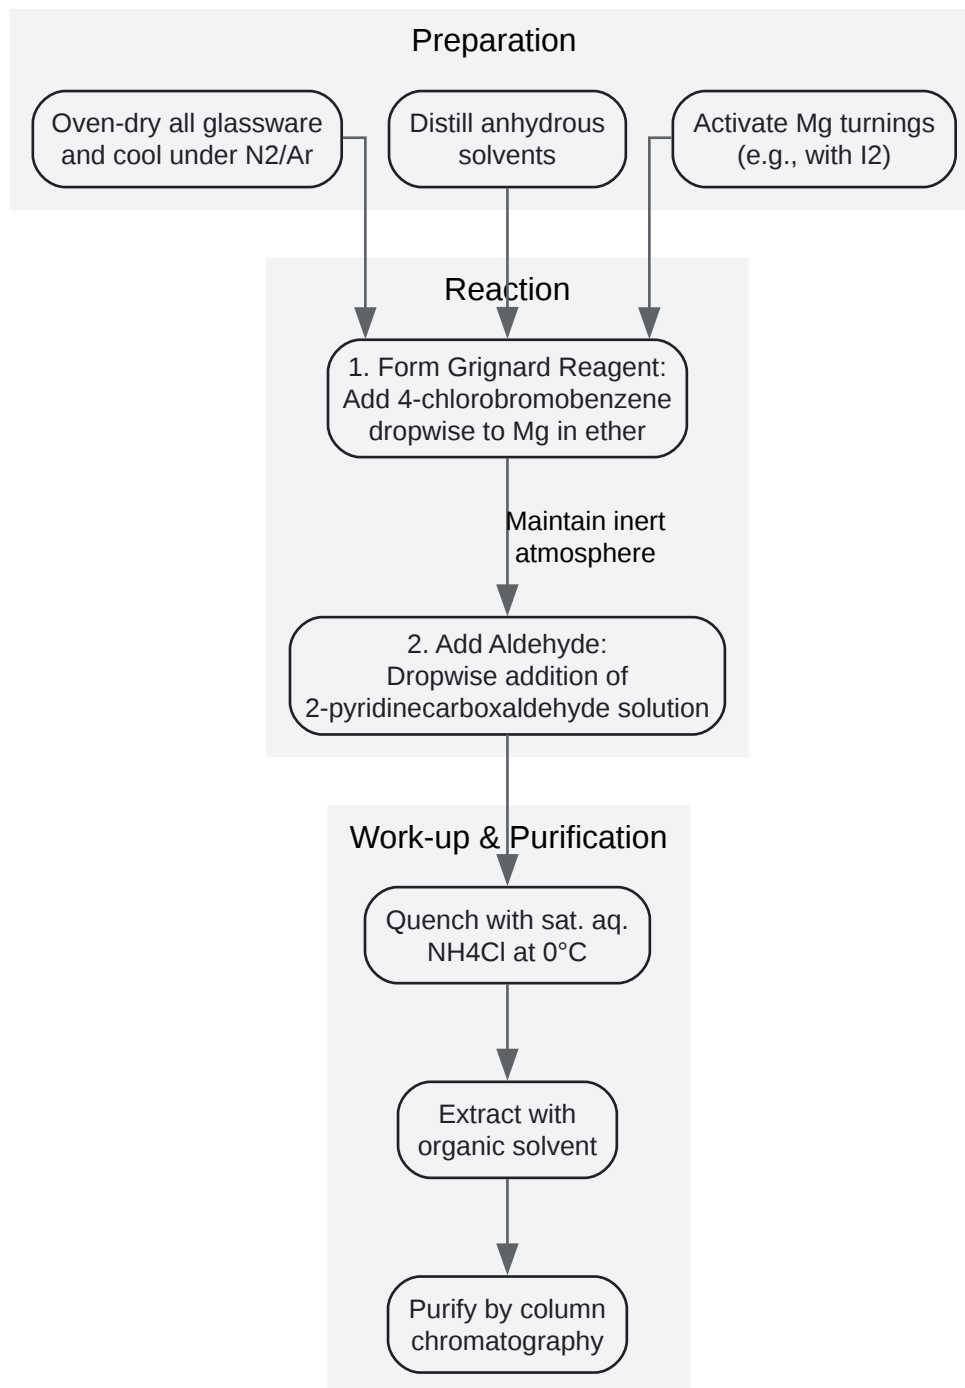 Preparation
Oven-dry all glassware
and cool under N2/Ar
Distill anhydrous
solvents
Activate Mg turnings
(e.g., with I2)
Reaction
1. Form Grignard Reagent:
Add 4-chlorobromobenzene
dropwise to Mg in ether
Maintain inert
atmosphere
2. Add Aldehyde:
Dropwise addition of
2-pyridinecarboxaldehyde solution
Work-up & Purification
Quench with sat. aq.
NH4Cl at 0°C
Extract with
organic solvent
Purify by column
chromatography